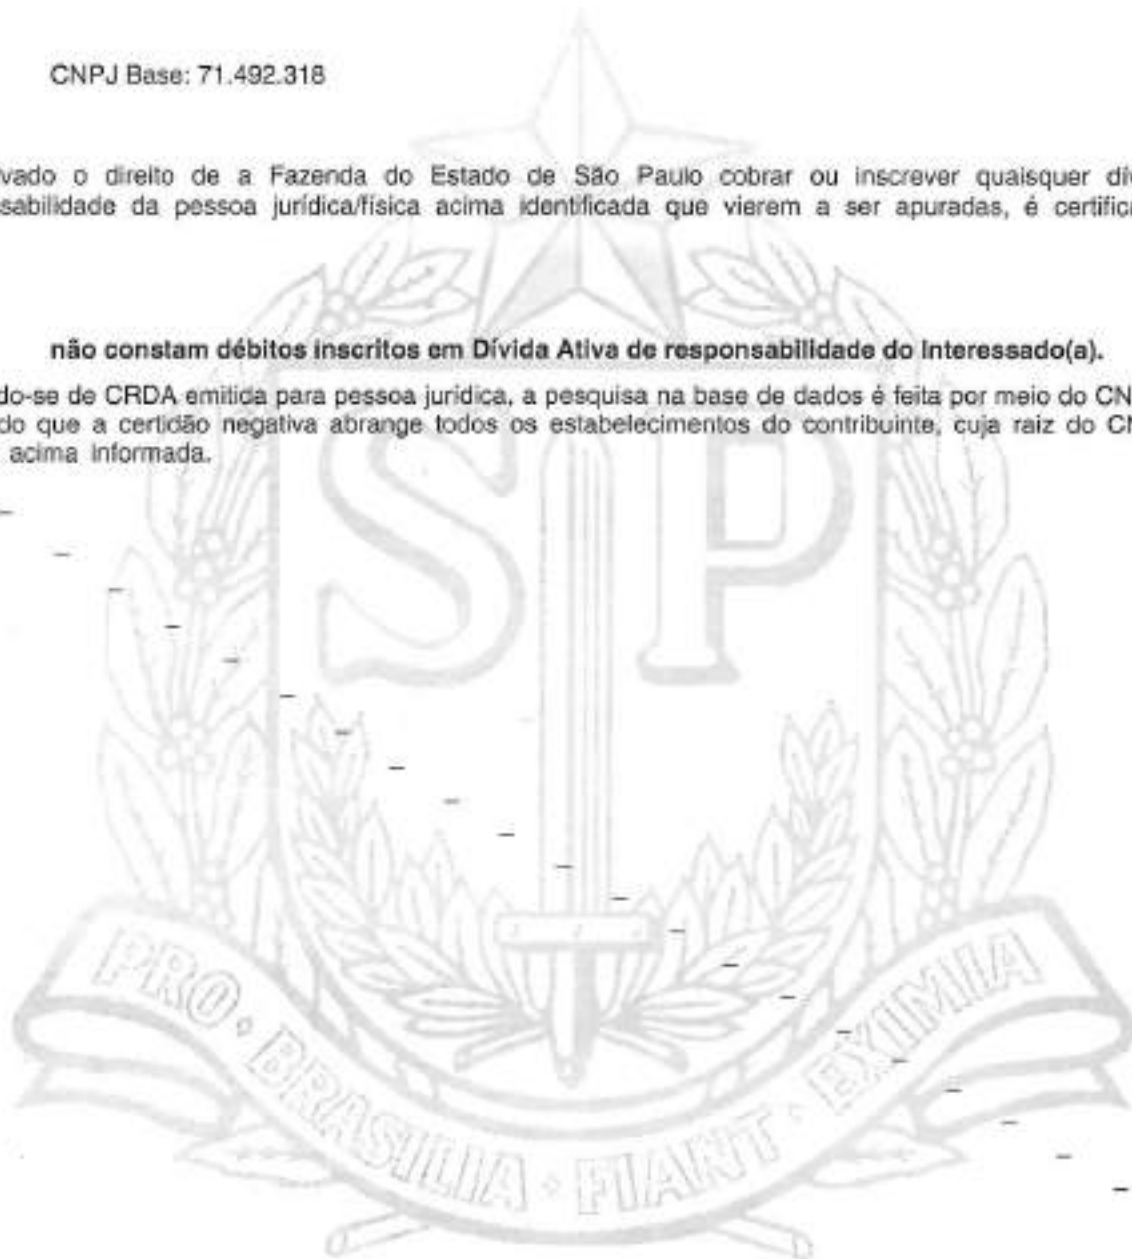 CNPJ Base: 71.492.318
vado o direito de a Fazenda do Estado de São Paulo cobrar ou inscrever quaisquer dív
sabilidade da pessoa jurídica/física acima identificada que vierem a ser apuradas, é certific
não constam débitos inscritos em Dívida Ativa de responsabilidade do Interessado(a).
do-se de CRDA emitida para pessoa jurídica, a pesquisa na base de dados é feita por meio do CN
do que a certidão negativa abrange todos os estabelecimentos do contribuinte, cuja raiz do CN
acima informada.
SP
PRO BRASILIA FIANT EXIMIA